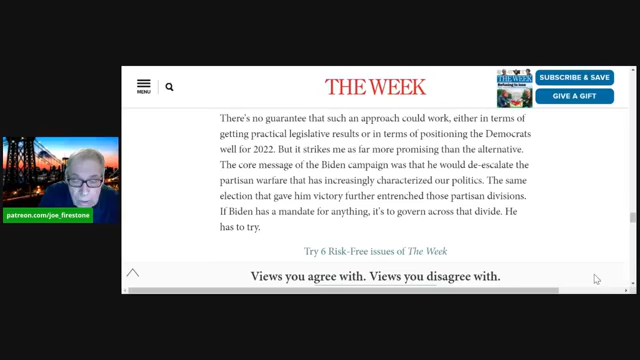 MENU
THE WEEK
SUBSCRIBE & SAVE
GIVE A GIFT
THE WEEK
There's no guarantee that such an approach could work, either in terms of
getting practical legislative results or in terms of positioning the Democrats
well for 2022. But it strikes me as far more promising than the alternative.
The core message of the Biden campaign was that he would de-escalate the
partisan warfare that has increasingly characterized our politics. The same
election that gave him victory further entrenched those partisan divisions.
If Biden has a mandate for anything, it's to govern across that divide. He
has to try.
Try 6 Risk-Free issues of The Week
Views you agree with. Views you disagree with.
patreon.com/joe_firestone